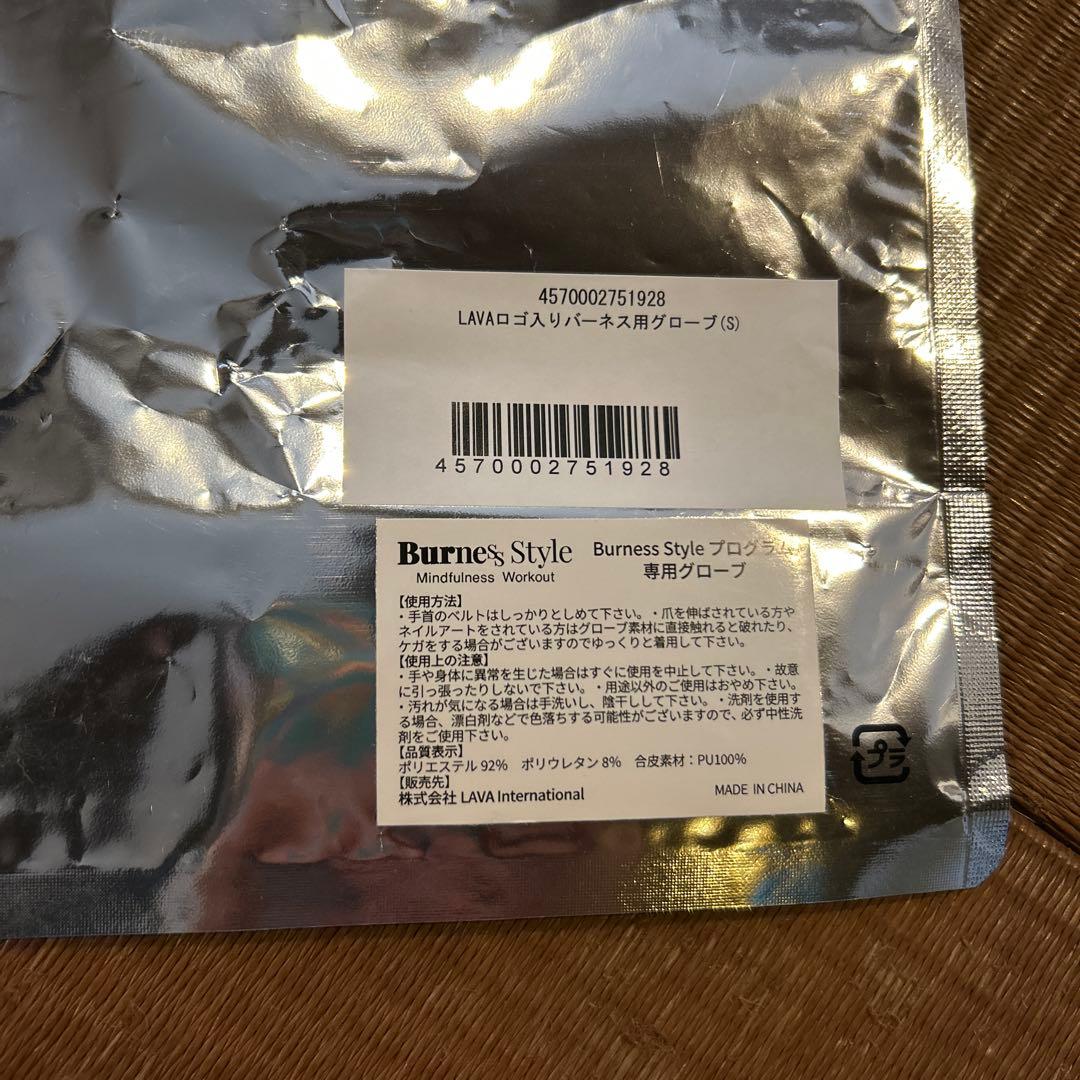 4570002751928
LAVAロゴ入りバーネス用グローブ(S)
4570002751928
Burness Style
Mindfulness Workout
Burness Style プログラム
専用グローブ
【使用方法】
・手首のベルトはしっかりとしめて下さい。・爪を伸ばされている方や
ネイルアートをされている方はグローブ素材に直接触れると破れたり、
ケガをする場合がございますのでゆっくりと着用して下さい。
【使用上の注意】
・手や身体に異常を生じた場合はすぐに使用を中止して下さい。・故意
に引っ張ったりしないで下さい。・用途以外のご使用はおやめ下さい。
・汚れが気になる場合は手洗いし、陰干しして下さい。・洗剤を使用す
る場合、漂白剤などで色落ちする可能性がございますので、必ず中性洗
剤をご使用下さい。
【品質表示】
ポリエステル 92% ポリウレタン 8% 合皮素材：PU100%
【販売先】
株式会社 LAVA International
MADE IN CHINA
プラ